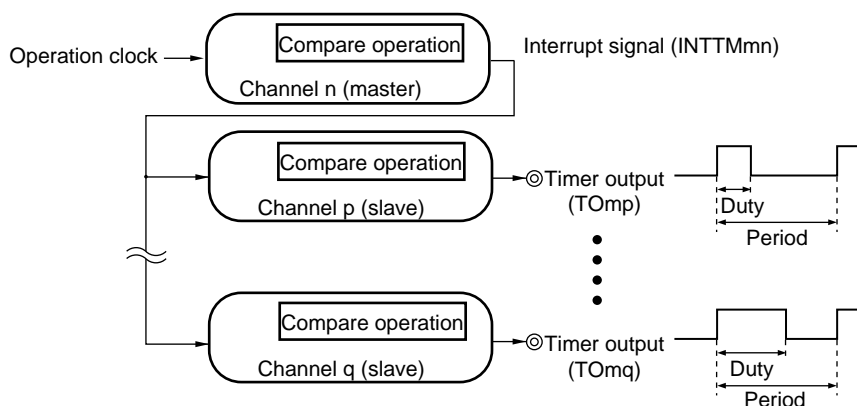 Compare operation
Operation clock
Interrupt signal (INTTMmn)
Channel n (master)
Compare operation
Channel p (slave)
Timer output
(TOmp)
Duty
Period
Compare operation
Channel q (slave)
Timer output
(TOmq)
Duty
Period